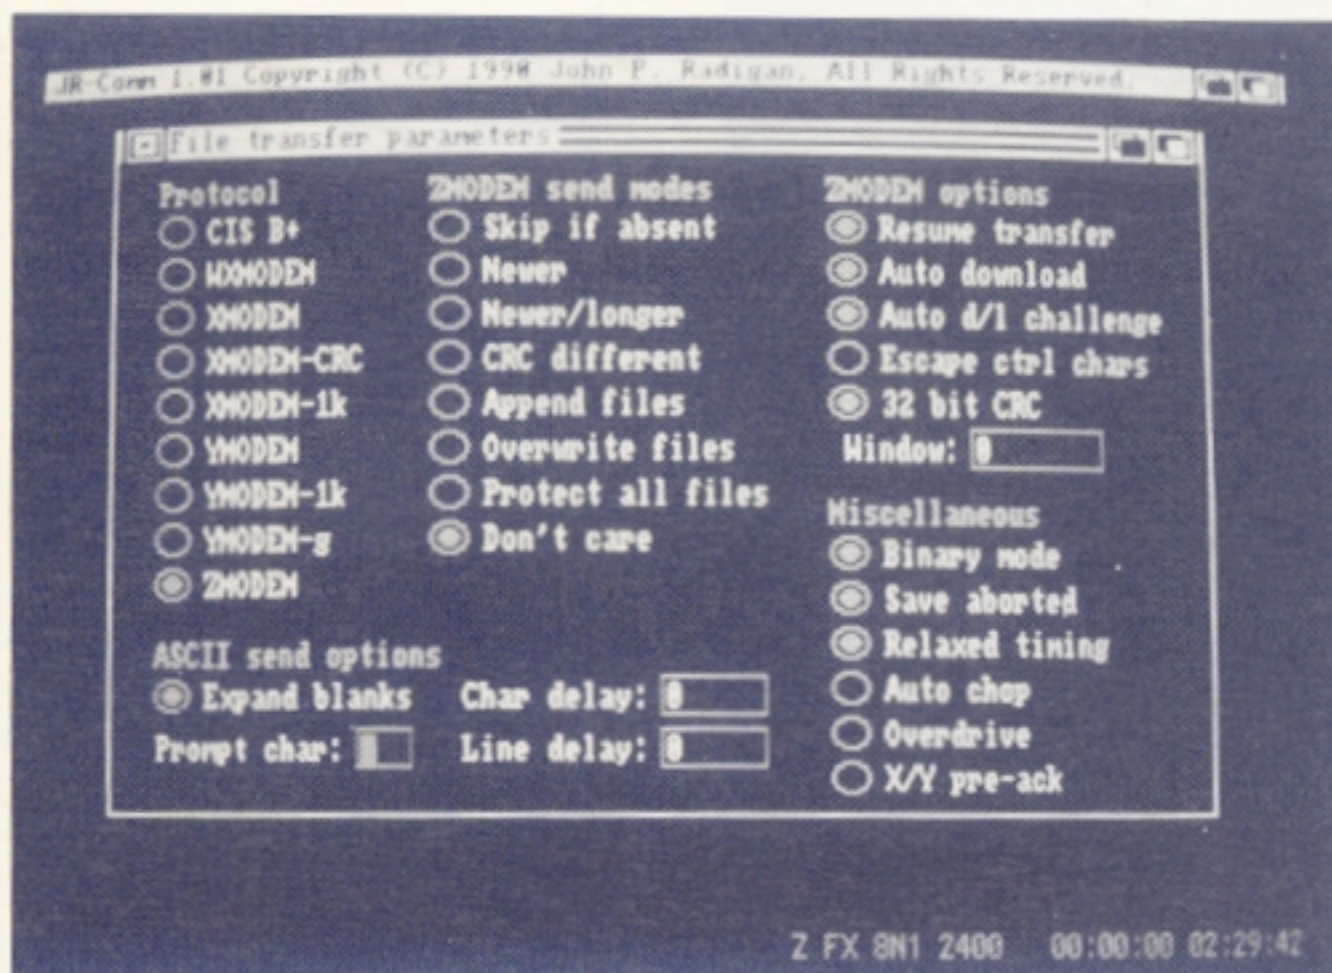 JR-Comm 1.01 Copyright (C) 1990 John P. Radigan, All Rights Reserved.
File transfer parameters
Protocol
CIS B+
WXMODEM
XMODEM
XMODEM-CRC
XMODEM-1k
YMODEM
YMODEM-1k
YMODEM-g
ZMODEM
ZMODEM send modes
Skip if absent
Newer
Newer/longer
CRC different
Append files
Overwrite files
Protect all files
Don't care
ZMODEM options
Resume transfer
Auto download
Auto d/l challenge
Escape ctrl chars
32 bit CRC
Window: 0
Miscellaneous
Binary mode
Save aborted
Relaxed timing
Auto chop
Overdrive
X/Y pre-ack
ASCII send options
Expand blanks
Char delay: 0
Prompt char:
Line delay: 0
Z FX 8N1 2400 00:00:00 02:29:42